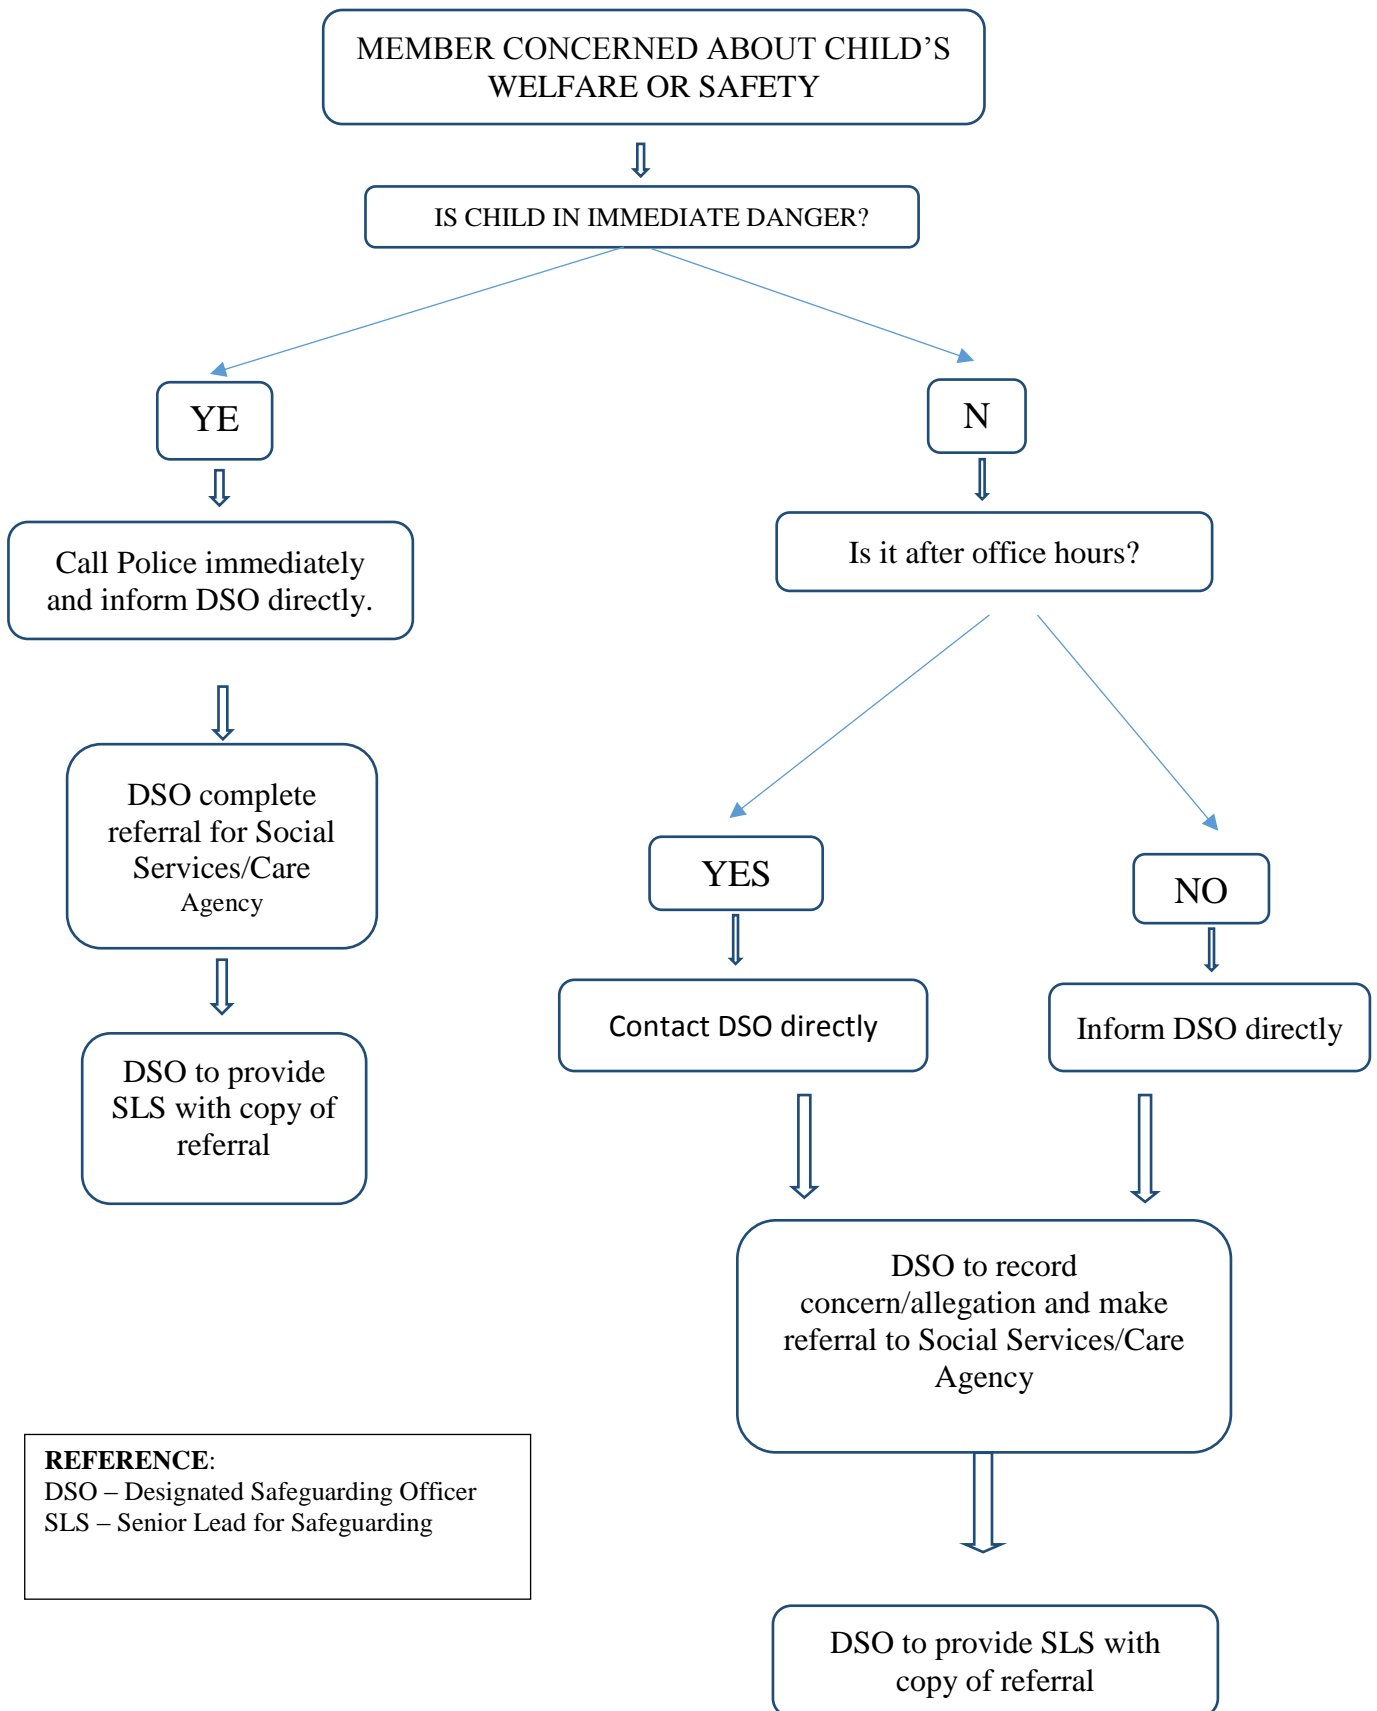 MEMBER CONCERNED ABOUT CHILD’S
WELFARE OR SAFETY
IS CHILD IN IMMEDIATE DANGER?
YE
N
Call Police immediately
and inform DSO directly.
Is it after office hours?
DSO complete
referral for Social
Services/Care
Agency
YES
NO
DSO to provide
SLS with copy of
referral
Contact DSO directly
Inform DSO directly
DSO to record
concern/allegation and make
referral to Social Services/Care
Agency
REFERENCE:
DSO – Designated Safeguarding Officer
SLS – Senior Lead for Safeguarding
DSO to provide SLS with
copy of referral